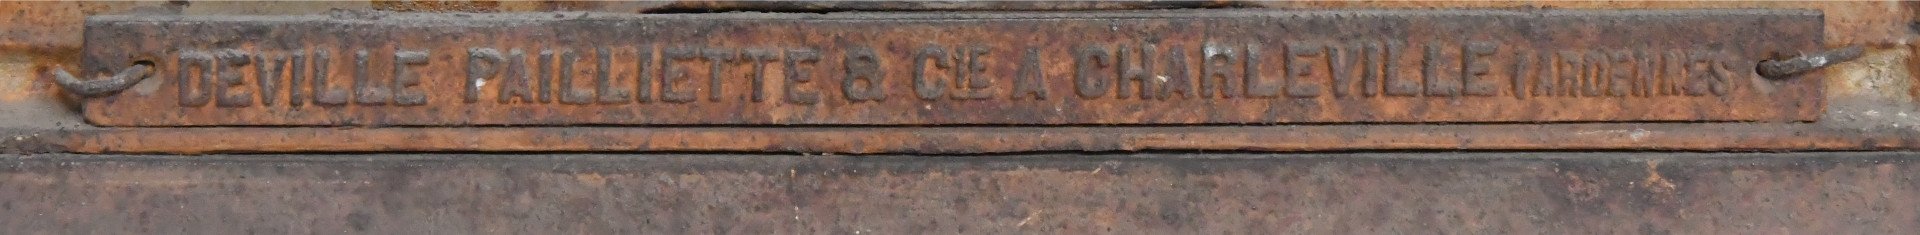 DEVILLE PAILLIETTE & CIE A CHARLEVILLE (ARDENNES